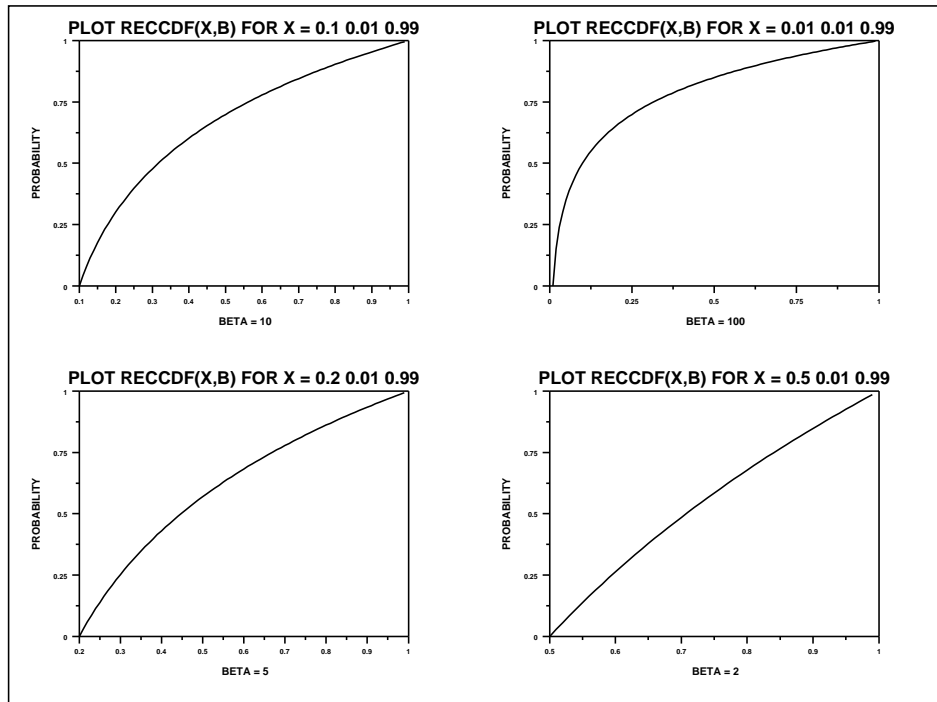 PLOT RECCDF(X,B) FOR X = 0.1 0.01 0.99
1
0.75
0.5
0.25
0
PROBABILITY
0.1 0.2 0.3 0.4 0.5 0.6 0.7 0.8 0.9 1
BETA = 10
PLOT RECCDF(X,B) FOR X = 0.01 0.01 0.99
1
0.75
0.5
0.25
0
PROBABILITY
0 0.25 0.5 0.75 1
BETA = 100
PLOT RECCDF(X,B) FOR X = 0.2 0.01 0.99
1
0.75
0.5
0.25
0
PROBABILITY
0.2 0.3 0.4 0.5 0.6 0.7 0.8 0.9 1
BETA = 5
PLOT RECCDF(X,B) FOR X = 0.5 0.01 0.99
1
0.75
0.5
0.25
0
PROBABILITY
0.5 0.6 0.7 0.8 0.9 1
BETA = 2